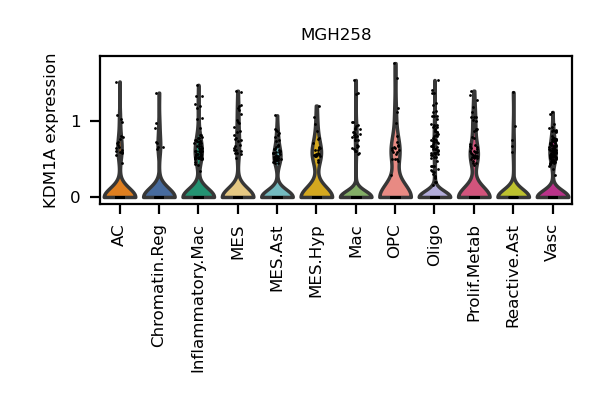 MGH258
KDM1A expression
1
0
AC
Chromatin.Reg
Inflammatory.Mac
MES
MES.Ast
MES.Hyp
Mac
OPC
Oligo
Prolif.Metab
Reactive.Ast
Vasc